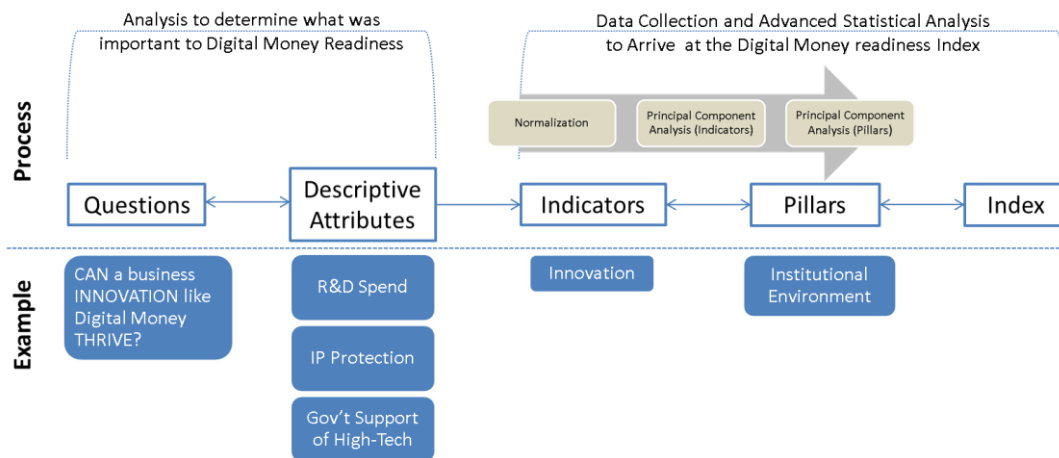 Analysis to determine what was
important to Digital Money Readiness
Data Collection and Advanced Statistical Analysis
to Arrive at the Digital Money readiness Index
Process
Normalization
Principal Component
Analysis (Indicators)
Principal Component
Analysis (Pillars)
Questions
Descriptive
Attributes
Indicators
Pillars
Index
Example
CAN a business
INNOVATION like
Digital Money
THRIVE?
R&D Spend
IP Protection
Gov't Support
of High-Tech
Innovation
Institutional
Environment